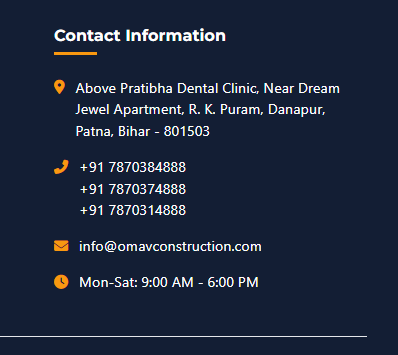 Contact Information
Above Pratibha Dental Clinic, Near Dream
Jewel Apartment, R. K. Puram, Danapur,
Patna, Bihar - 801503
+91 7870384888
+91 7870374888
+91 7870314888
info@omavconstruction.com
Mon-Sat: 9:00 AM - 6:00 PM